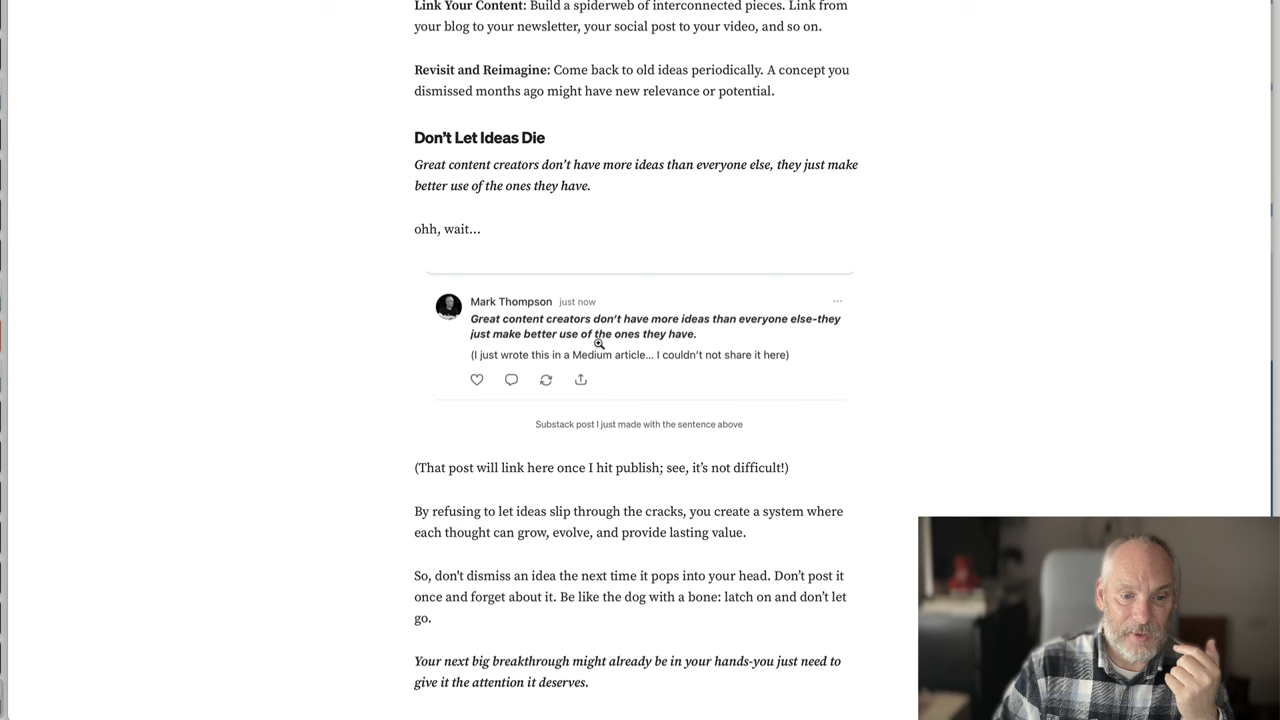 Link Your Content: Build a spiderweb of interconnected pieces. Link from
your blog to your newsletter, your social post to your video, and so on.
Revisit and Reimagine: Come back to old ideas periodically. A concept you
dismissed months ago might have new relevance or potential.
Don’t Let Ideas Die
Great content creators don’t have more ideas than everyone else, they just make
better use of the ones they have.
ohh, wait…
Mark Thompson just now
Great content creators don’t have more ideas than everyone else-they
just make better use of the ones they have.
(I just wrote this in a Medium article... I couldn’t not share it here)
Substack post I just made with the sentence above
(That post will link here once I hit publish; see, it’s not difficult!)
By refusing to let ideas slip through the cracks, you create a system where
each thought can grow, evolve, and provide lasting value.
So, don't dismiss an idea the next time it pops into your head. Don’t post it
once and forget about it. Be like the dog with a bone: latch on and don’t let
go.
Your next big breakthrough might already be in your hands-you just need to
give it the attention it deserves.